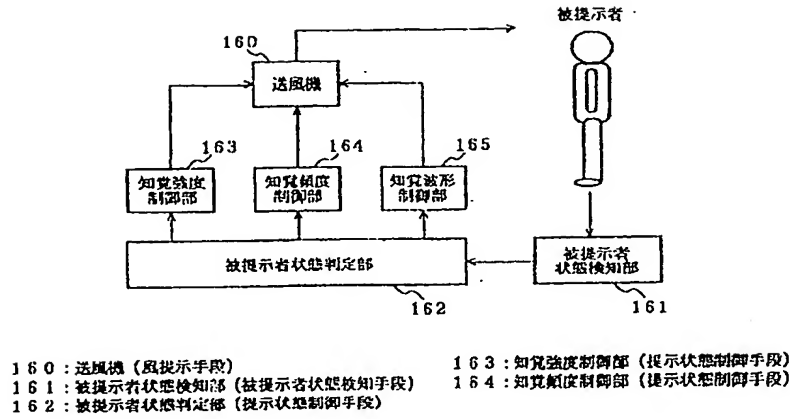 被提示者
160
送風機
163
164
165
知覚強度
制御部
知覚頻度
制御部
知覚波形
制御部
被提示者状態判定部
被提示者
状態検知部
162
161
160:送風機(風提示手段)
161:被提示者状態検知部(被提示者状態検知手段)
162:被提示者状態判定部(提示状態制御手段)
163:知覚強度制御部(提示状態制御手段)
164:知覚頻度制御部(提示状態制御手段)